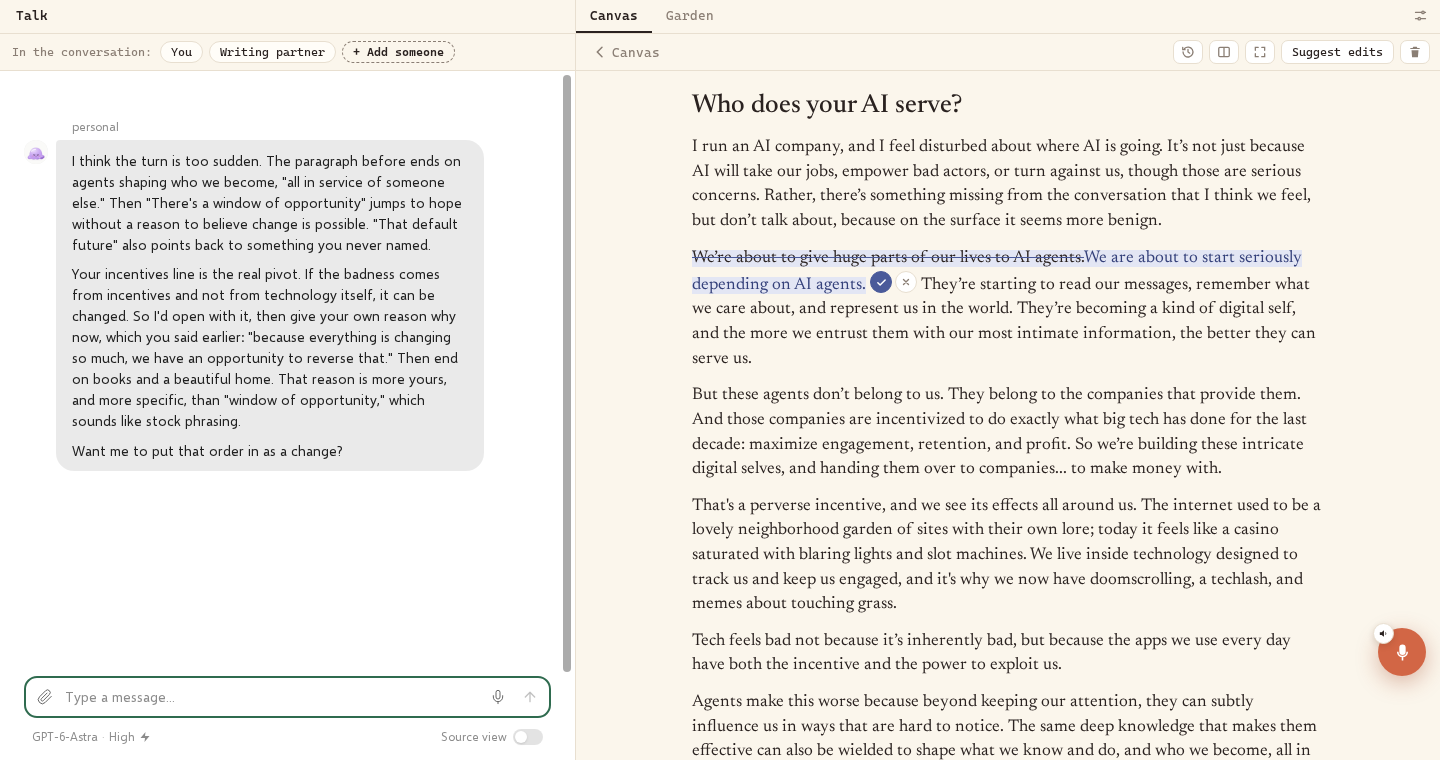 Talk
In the conversation: You Writing partner + Add someone
personal
I think the turn is too sudden. The paragraph before ends on
agents shaping who we become, "all in service of someone
else." Then "There's a window of opportunity" jumps to hope
without a reason to believe change is possible. "That default
future" also points back to something you never named.
Your incentives line is the real pivot. If the badness comes
from incentives and not from technology itself, it can be
changed. So I'd open with it, then give your own reason why
now, which you said earlier: "because everything is changing
so much, we have an opportunity to reverse that." Then end
on books and a beautiful home. That reason is more yours,
and more specific, than "window of opportunity," which
sounds like stock phrasing.
Want me to put that order in as a change?
Type a message...
GPT-6-Astra · High
Source view
Canvas Garden
Canvas
Suggest edits
Who does your AI serve?
I run an AI company, and I feel disturbed about where AI is going. It’s not just because
AI will take our jobs, empower bad actors, or turn against us, though those are serious
concerns. Rather, there’s something missing from the conversation that I think we feel,
but don’t talk about, because on the surface it seems more benign.
We’re about to give huge parts of our lives to AI agents.We are about to start seriously
depending on AI agents. They’re starting to read our messages, remember what
we care about, and represent us in the world. They’re becoming a kind of digital self,
and the more we entrust them with our most intimate information, the better they can
serve us.
But these agents don’t belong to us. They belong to the companies that provide them.
And those companies are incentivized to do exactly what big tech has done for the last
decade: maximize engagement, retention, and profit. So we’re building these intricate
digital selves, and handing them over to companies... to make money with.
That's a perverse incentive, and we see its effects all around us. The internet used to be a
lovely neighborhood garden of sites with their own lore; today it feels like a casino
saturated with blaring lights and slot machines. We live inside technology designed to
track us and keep us engaged, and it's why we now have doomscrolling, a techlash, and
memes about touching grass.
Tech feels bad not because it’s inherently bad, but because the apps we use every day
have both the incentive and the power to exploit us.
Agents make this worse because beyond keeping our attention, they can subtly
influence us in ways that are hard to notice. The same deep knowledge that makes them
effective can also be wielded to shape what we know and do, and who we become, all in